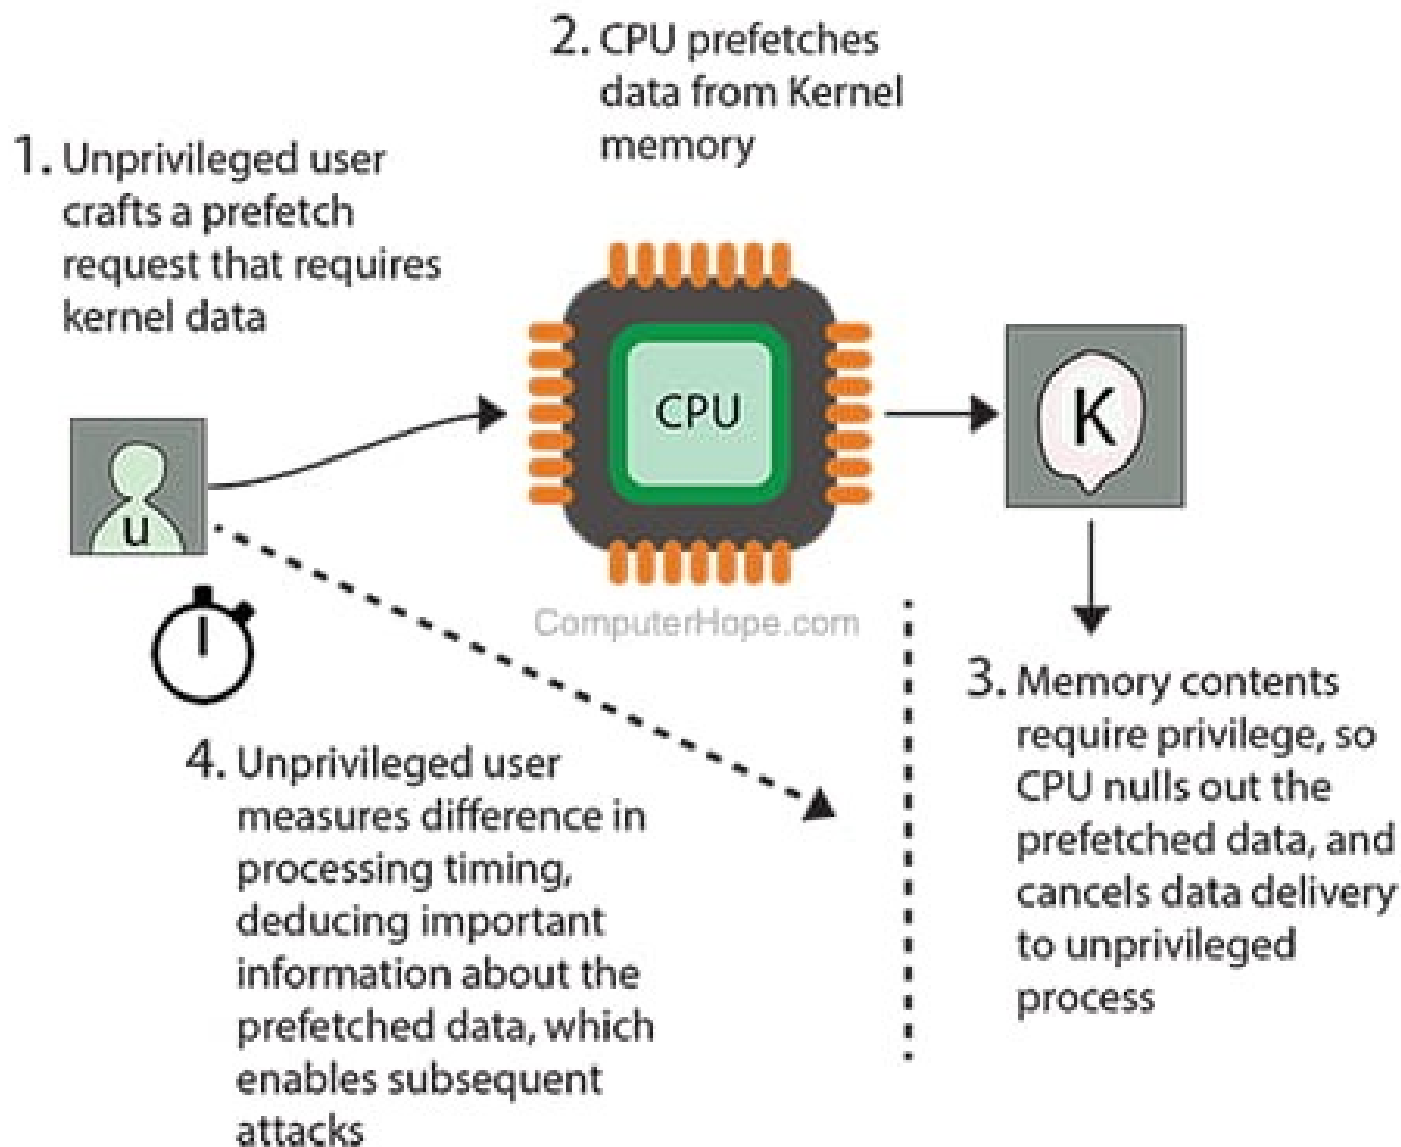 1. Unprivileged user
crafts a prefetch
request that requires
kernel data
2. CPU prefetches
data from Kernel
memory
CPU
K
u
ComputerHope.com
3. Memory contents
require privilege, so
CPU nulls out the
prefetched data, and
cancels data delivery
to unprivileged
process
4. Unprivileged user
measures difference in
processing timing,
deducing important
information about the
prefetched data, which
enables subsequent
attacks